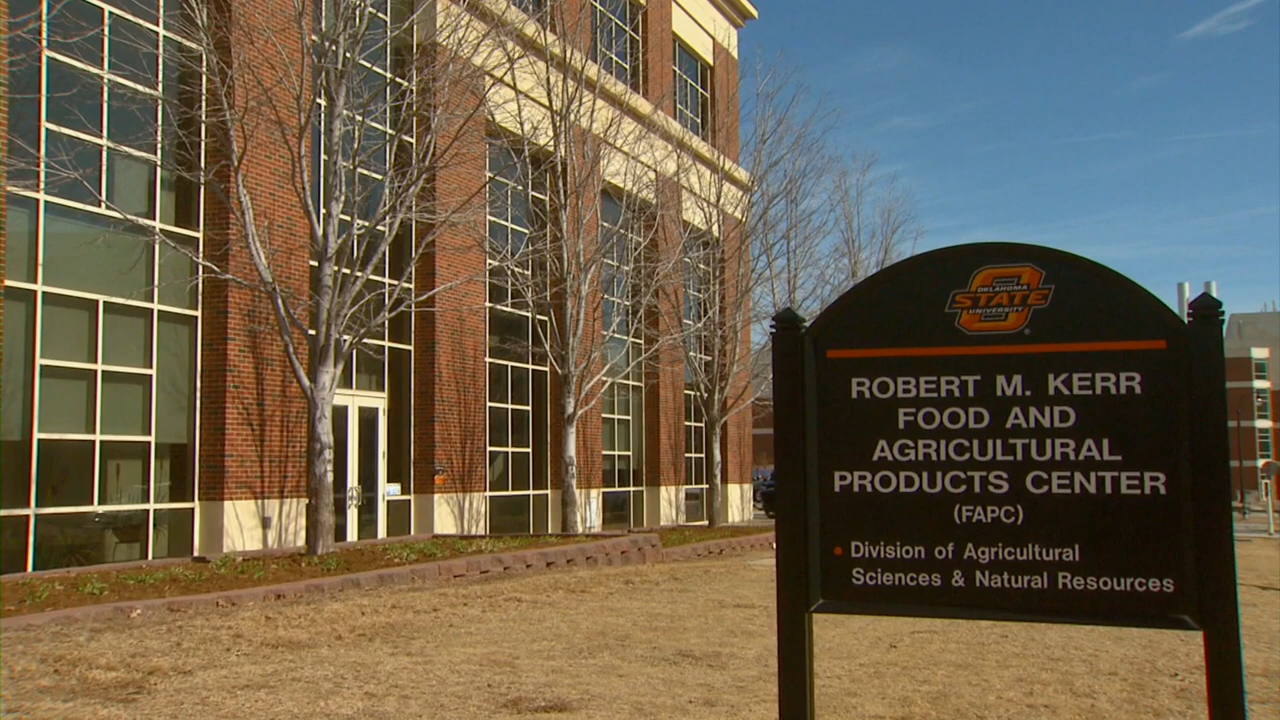 OKLAHOMA
STATE
UNIVERSITY
ROBERT M. KERR
FOOD AND
AGRICULTURAL
PRODUCTS CENTER
(FAPC)
• Division of Agricultural
Sciences & Natural Resources